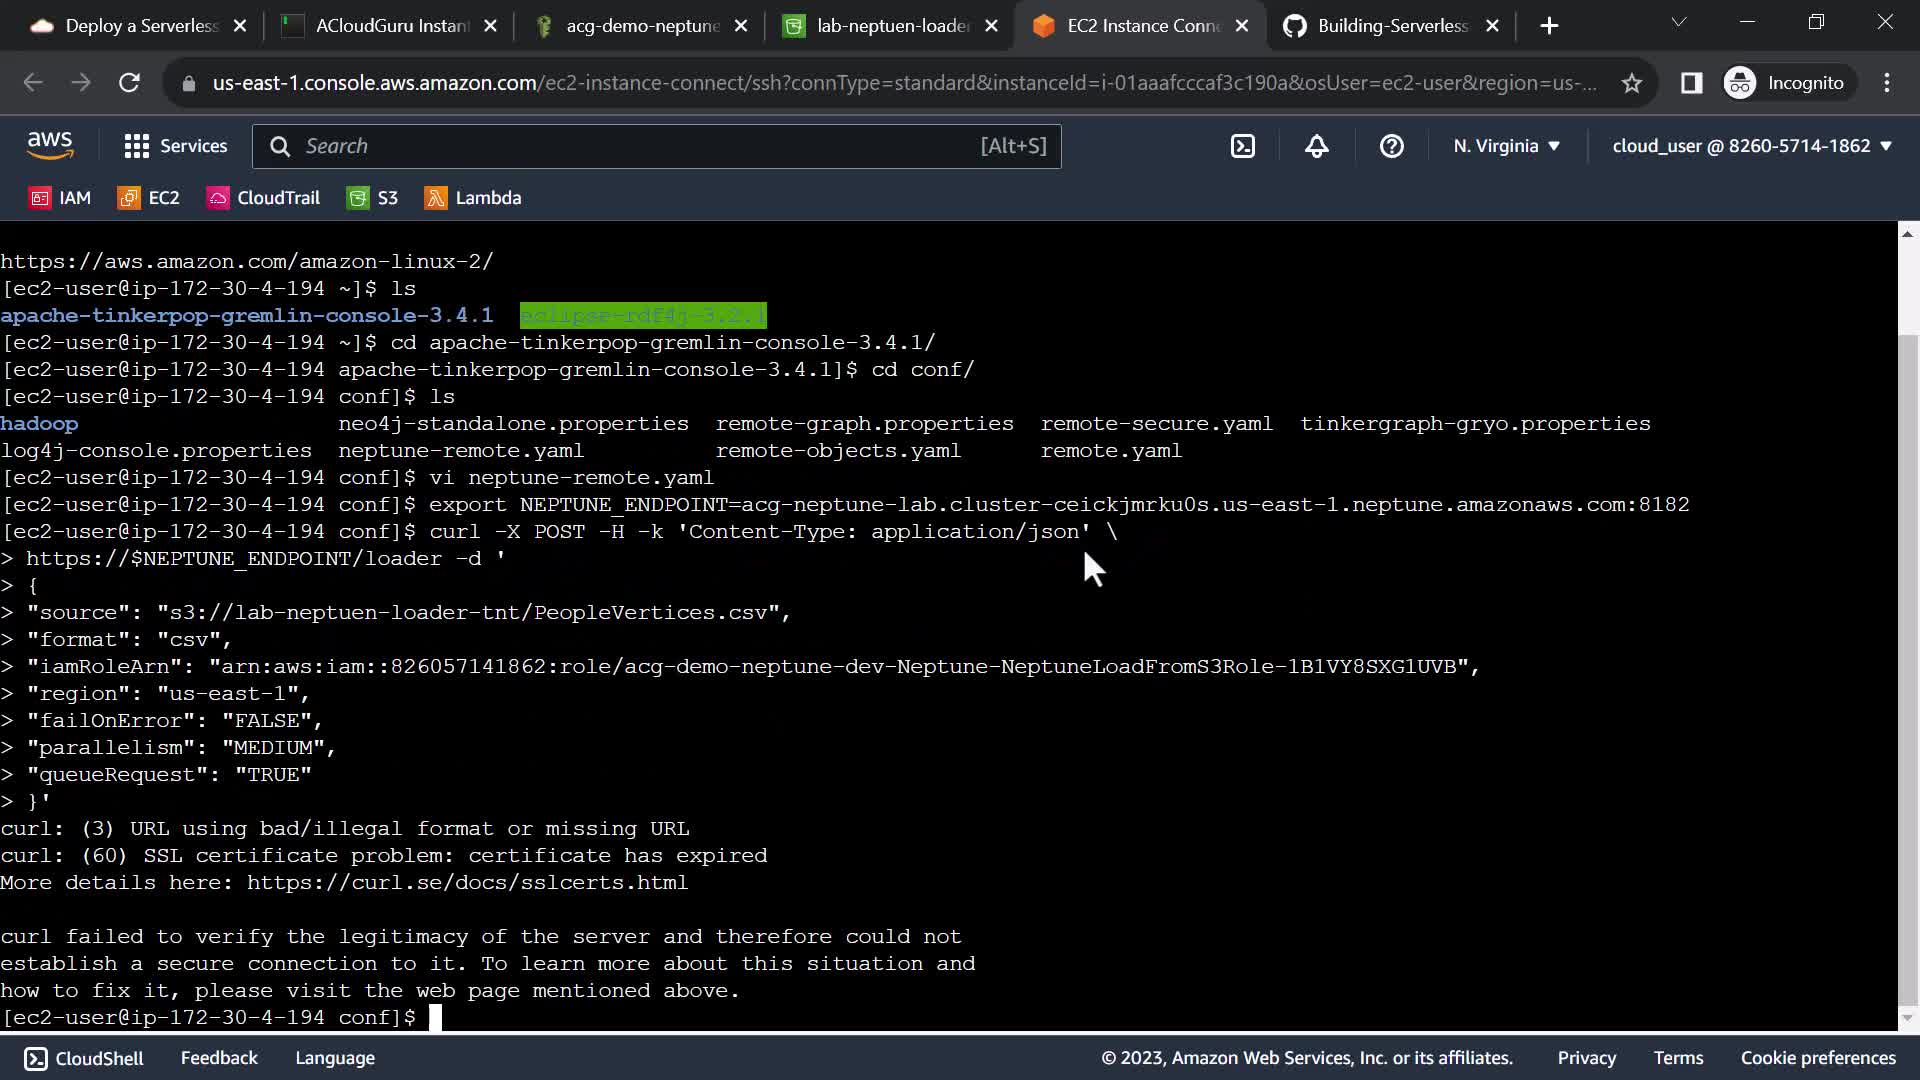 Deploy a Serverless
ACloudGuru Instan
acg-demo-neptune
lab-neptuen-loader
EC2 Instance Conne
Building-Serverless
us-east-1.console.aws.amazon.com/ec2-instance-connect/ssh?connType=standard&instanceId=i-01aaafcccaf3c190a&osUser=ec2-user&region=us-...
Incognito
aws
Services
Search
[Alt+S]
N. Virginia
cloud_user @ 8260-5714-1862
IAM
EC2
CloudTrail
S3
Lambda
https://aws.amazon.com/amazon-linux-2/
[ec2-user@ip-172-30-4-194 ~]$ ls
apache-tinkerpop-gremlin-console-3.4.1 eclipse-rdf4j-3.2.1
[ec2-user@ip-172-30-4-194 ~]$ cd apache-tinkerpop-gremlin-console-3.4.1/
[ec2-user@ip-172-30-4-194 apache-tinkerpop-gremlin-console-3.4.1]$ cd conf/
[ec2-user@ip-172-30-4-194 conf]$ ls
hadoop neo4j-standalone.properties remote-graph.properties remote-secure.yaml tinkergraph-gryo.properties
log4j-console.properties neptune-remote.yaml remote-objects.yaml remote.yaml
[ec2-user@ip-172-30-4-194 conf]$ vi neptune-remote.yaml
[ec2-user@ip-172-30-4-194 conf]$ export NEPTUNE_ENDPOINT=acg-neptune-lab.cluster-ceickjmrku0s.us-east-1.neptune.amazonaws.com:8182
[ec2-user@ip-172-30-4-194 conf]$ curl -X POST -H -k 'Content-Type: application/json' \
> https://$NEPTUNE_ENDPOINT/loader -d '
> {
> "source": "s3://lab-neptuen-loader-tnt/PeopleVertices.csv",
> "format": "csv",
> "iamRoleArn": "arn:aws:iam::826057141862:role/acg-demo-neptune-dev-Neptune-NeptuneLoadFromS3Role-1B1VY8SXG1UVB",
> "region": "us-east-1",
> "failOnError": "FALSE",
> "parallelism": "MEDIUM",
> "queueRequest": "TRUE"
> }'
curl: (3) URL using bad/illegal format or missing URL
curl: (60) SSL certificate problem: certificate has expired
More details here: https://curl.se/docs/sslcerts.html
curl failed to verify the legitimacy of the server and therefore could not
establish a secure connection to it. To learn more about this situation and
how to fix it, please visit the web page mentioned above.
[ec2-user@ip-172-30-4-194 conf]$
CloudShell
Feedback
Language
© 2023, Amazon Web Services, Inc. or its affiliates.
Privacy
Terms
Cookie preferences